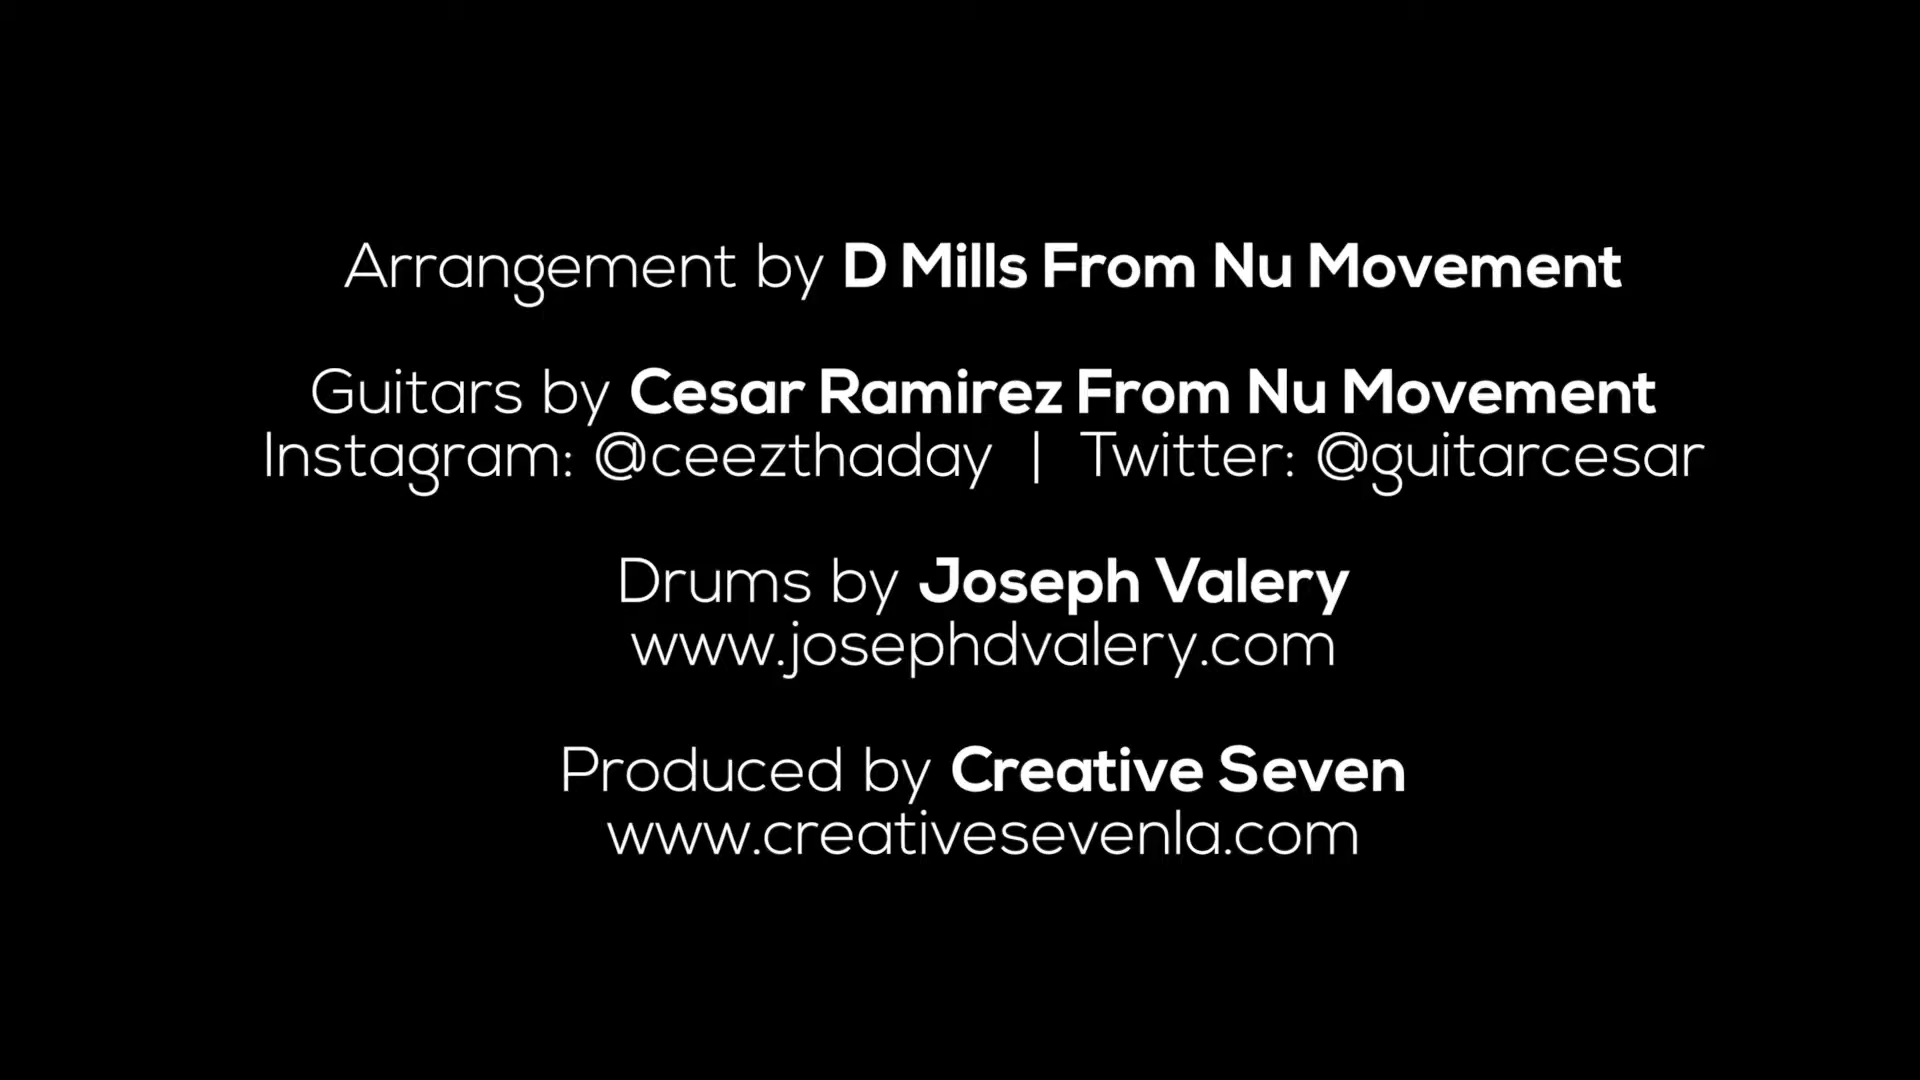 Arrangement by D Mills From Nu Movement
Guitars by Cesar Ramirez From Nu Movement
Instagram: @ceezthaday | Twitter: @guitarcesar
Drums by Joseph Valery
www.josephdvalery.com
Produced by Creative Seven
www.creativesevenla.com